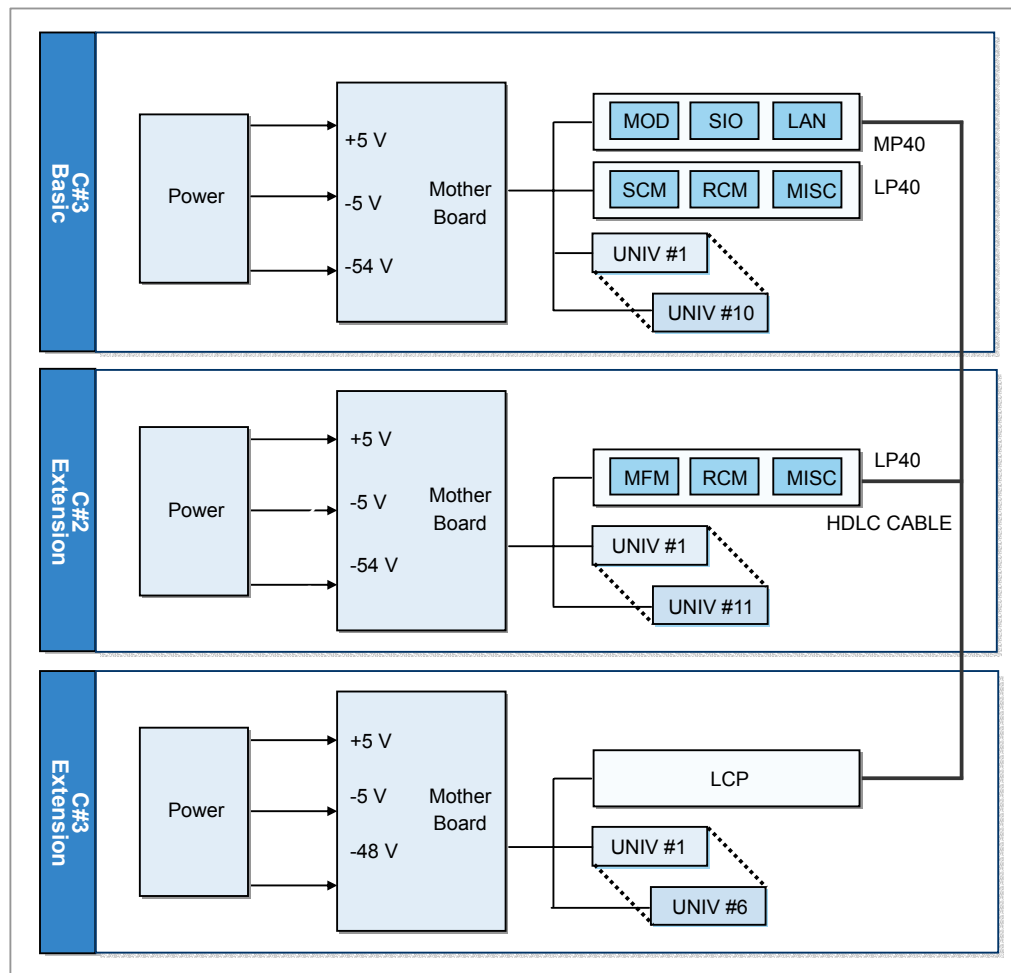 C#3
Basic
Power
+5 V
-5 V
-54 V
Mother
Board
MOD
SIO
LAN
MP40
SCM
RCM
MISC
LP40
UNIV #1
UNIV #10
C#2
Extension
Power
+5 V
-5 V
-54 V
Mother
Board
MFM
RCM
MISC
LP40
HDLC CABLE
UNIV #1
UNIV #11
C#3
Extension
Power
+5 V
-5 V
-48 V
Mother
Board
LCP
UNIV #1
UNIV #6